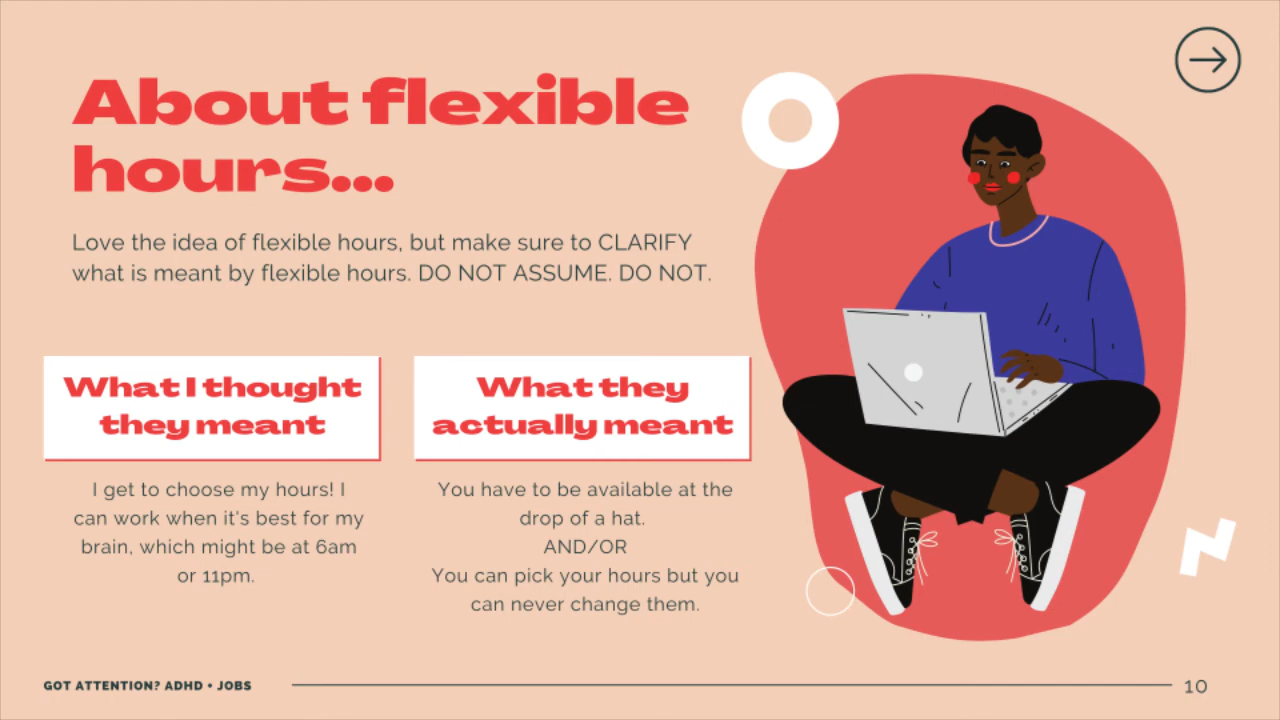 About flexible
hours...
Love the idea of flexible hours, but make sure to CLARIFY
what is meant by flexible hours. DO NOT ASSUME. DO NOT.
What I thought
they meant
I get to choose my hours! I
can work when it's best for my
brain, which might be at 6am
or 11pm.
What they
actually meant
You have to be available at the
drop of a hat.
AND/OR
You can pick your hours but you
can never change them.
GOT ATTENTION? ADHD • JOBS
10